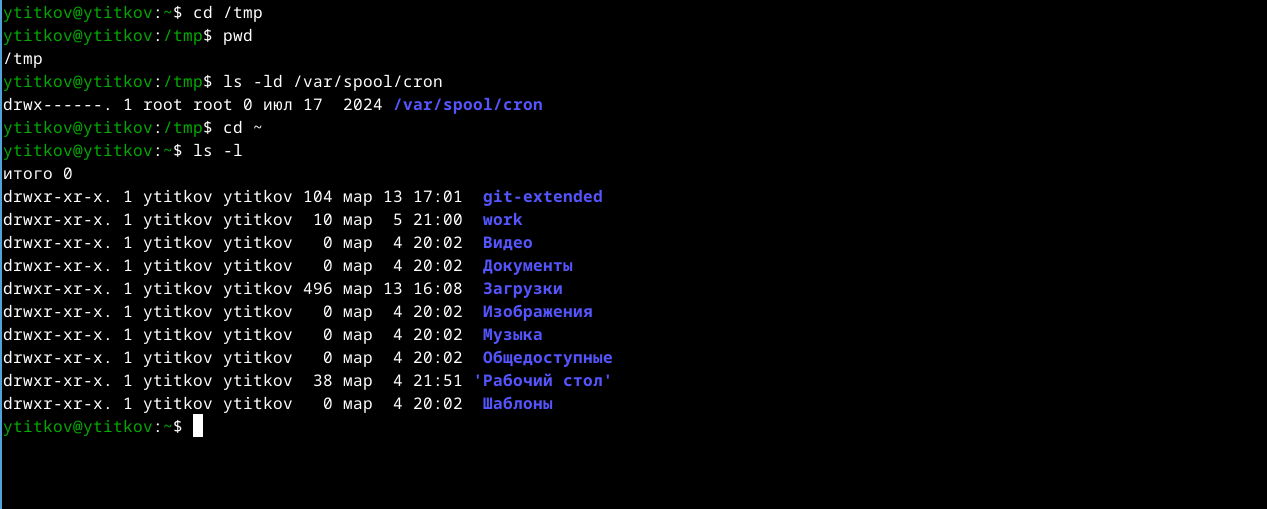 ytitkov@ytitkov:~$ cd /tmp
ytitkov@ytitkov:/tmp$ pwd
/tmp
ytitkov@ytitkov:/tmp$ ls -ld /var/spool/cron
drwx------. 1 root root 0 июл 17  2024 /var/spool/cron
ytitkov@ytitkov:/tmp$ cd ~
ytitkov@ytitkov:~$ ls -l
итого 0
drwxr-xr-x. 1 ytitkov ytitkov 104 мар 13 17:01  git-extended
drwxr-xr-x. 1 ytitkov ytitkov  10 мар  5 21:00  work
drwxr-xr-x. 1 ytitkov ytitkov   0 мар  4 20:02  Видео
drwxr-xr-x. 1 ytitkov ytitkov   0 мар  4 20:02  Документы
drwxr-xr-x. 1 ytitkov ytitkov 496 мар 13 16:08  Загрузки
drwxr-xr-x. 1 ytitkov ytitkov   0 мар  4 20:02  Изображения
drwxr-xr-x. 1 ytitkov ytitkov   0 мар  4 20:02  Музыка
drwxr-xr-x. 1 ytitkov ytitkov   0 мар  4 20:02  Общедоступные
drwxr-xr-x. 1 ytitkov ytitkov  38 мар  4 21:51 'Рабочий стол'
drwxr-xr-x. 1 ytitkov ytitkov   0 мар  4 20:02  Шаблоны
ytitkov@ytitkov:~$